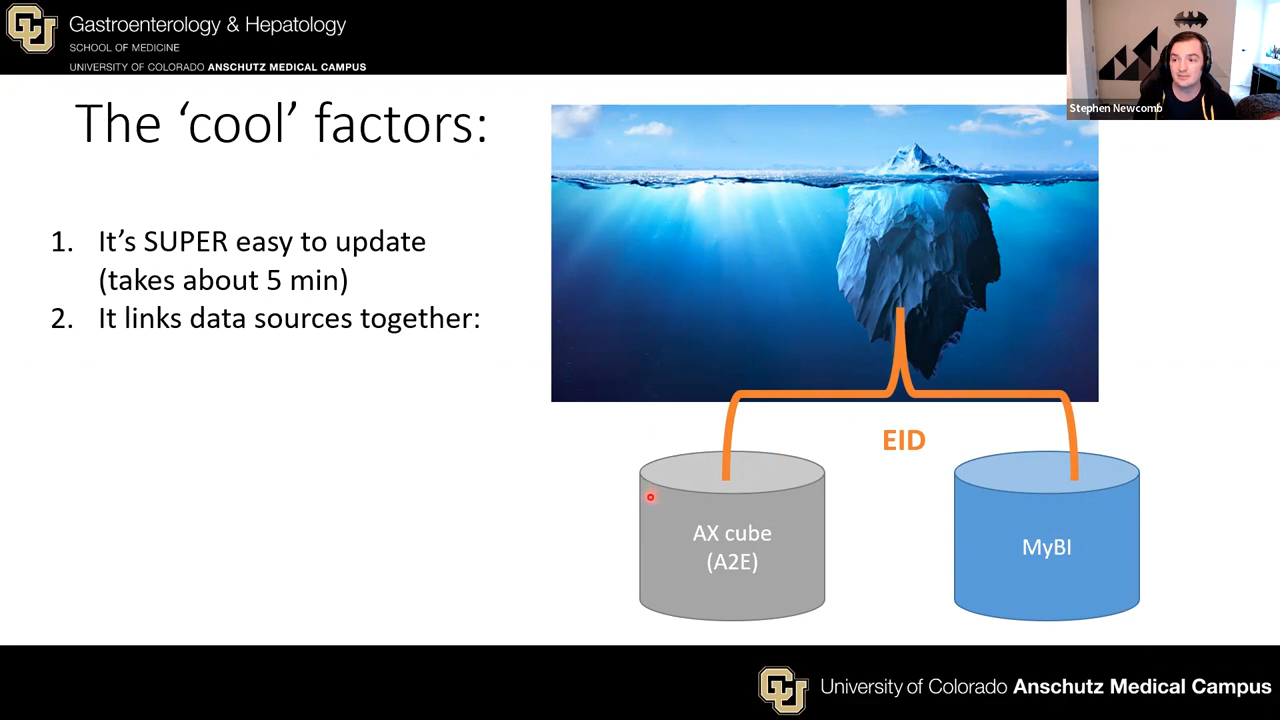 Gastroenterology & Hepatology
SCHOOL OF MEDICINE
UNIVERSITY OF COLORADO ANSCHUTZ MEDICAL CAMPUS
Stephen Newcomb
The ‘cool’ factors:
1. It’s SUPER easy to update
(takes about 5 min)
2. It links data sources together:
EID
AX cube
(A2E)
MyBI
University of Colorado Anschutz Medical Campus